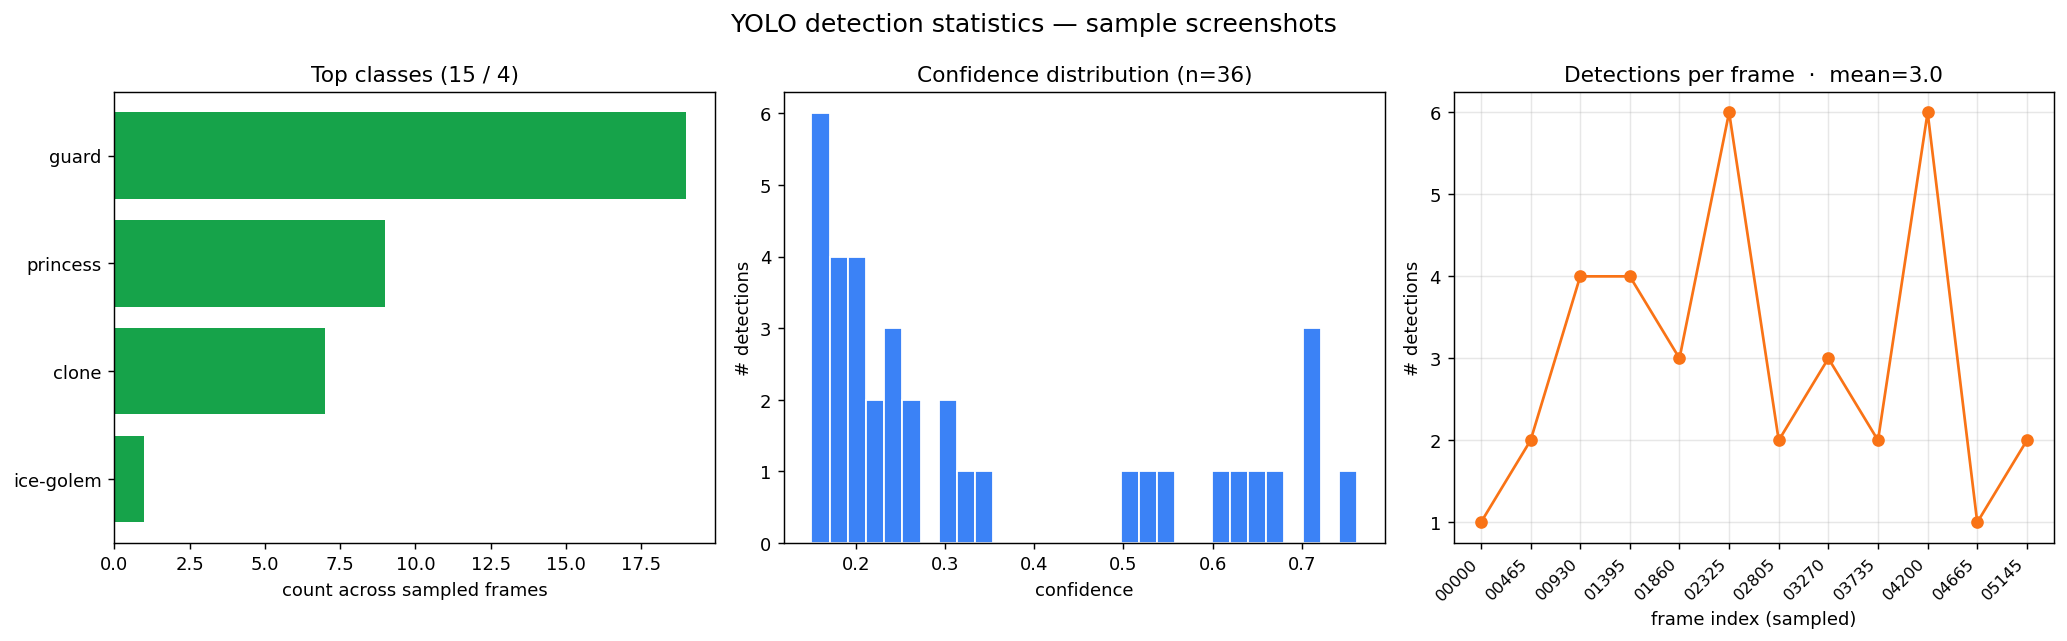 YOLO detection statistics — sample screenshots
Top classes (15 / 4)
guard
princess
clone
ice-golem
0.0 2.5 5.0 7.5 10.0 12.5 15.0 17.5
count across sampled frames
Confidence distribution (n=36)
# detections
6
5
4
3
2
1
0
0.2 0.3 0.4 0.5 0.6 0.7
confidence
Detections per frame · mean=3.0
# detections
6
5
4
3
2
1
00000 00465 00930 01395 01860 02325 02805 03270 03735 04200 04665 05145
frame index (sampled)